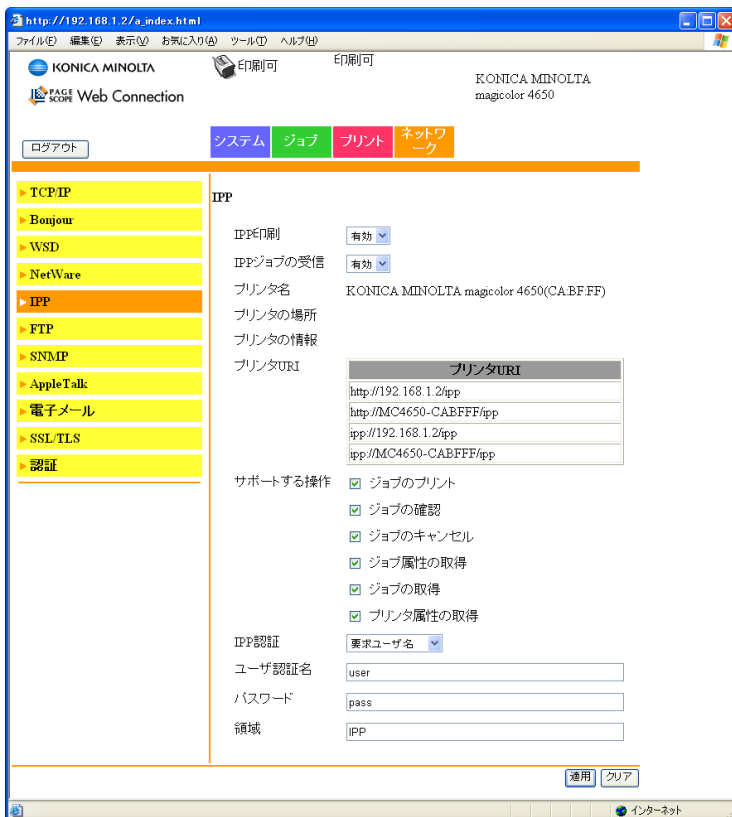 http://192.168.1.2/a_index.html
ファイル(F) 編集(E) 表示(V) お気に入り(A) ツール(T) ヘルプ(H)
KONICA MINOLTA
印刷可
印刷可
KONICA MINOLTA
magicolor 4650
PAGE SCOPE Web Connection
ログアウト
システム
ジョブ
プリント
ネットワ
ーク
TCP/IP
Bonjour
WSD
NetWare
IPP
FTP
SNMP
AppleTalk
電子メール
SSL/TLS
認証
IPP
IPP印刷 有効
IPPジョブの受信 有効
プリンタ名 KONICA MINOLTA magicolor 4650(CA:BF:FF)
プリンタの場所
プリンタの情報
プリンタURI プリンタURI
http://192.168.1.2/ipp
http://MC4650-CABFFF/ipp
ipp://192.168.1.2/ipp
ipp://MC4650-CABFFF/ipp
サポートする操作 ジョブのプリント
ジョブの確認
ジョブのキャンセル
ジョブ属性の取得
ジョブの取得
プリンタ属性の取得
IPP認証 要求ユーザ名
ユーザ認証名 user
パスワード pass
領域 IPP
適用 クリア
インターネット